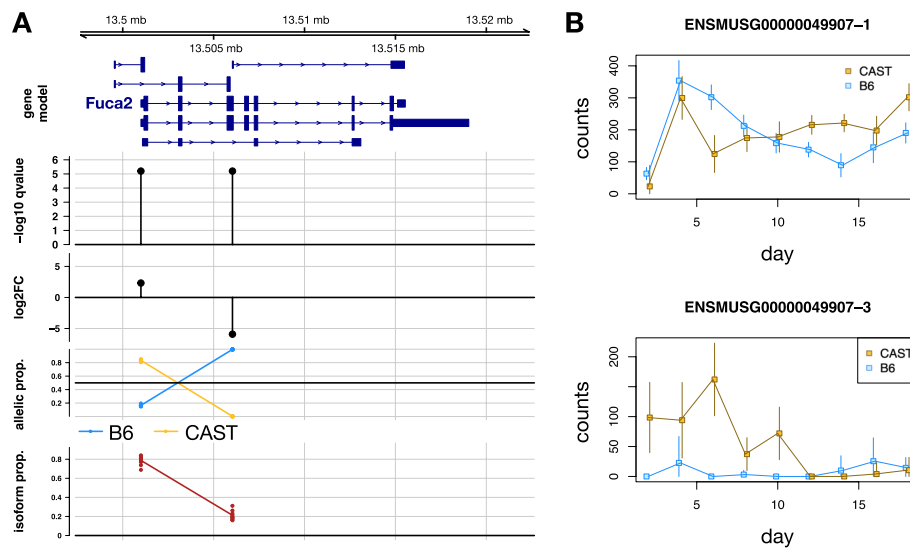 A
13.5 mb
13.51 mb
13.52 mb
13.505 mb
13.515 mb
gene
model
Fuca2
−log10 qvalue
6
5
4
3
2
1
0
log2FC
5
0
−5
allelic prop.
0.8
0.6
0.4
0.2
B6
CAST
isoform prop.
0.8
0.6
0.4
0.2
0
B
ENSMUSG00000049907−1
counts
400
300
200
100
0
CAST
B6
5
10
15
day
ENSMUSG00000049907−3
counts
200
100
50
0
CAST
B6
5
10
15
day